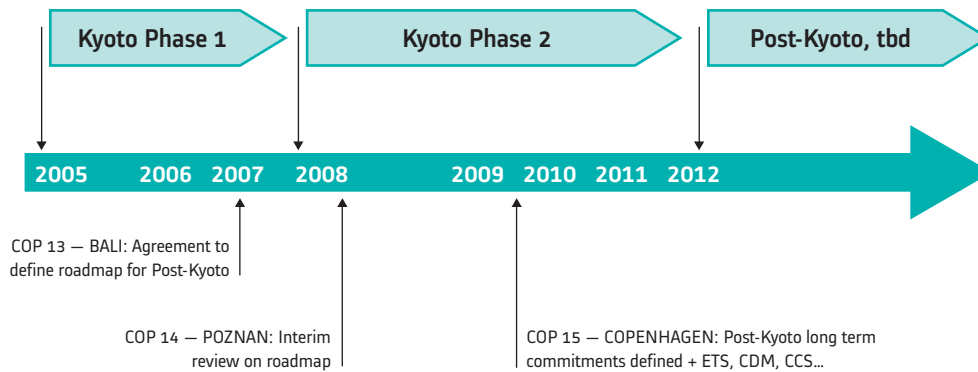 Kyoto Phase 1
Kyoto Phase 2
Post-Kyoto, tbd
2005 2006 2007 2008 2009 2010 2011 2012
COP 13 — BALI: Agreement to
define roadmap for Post-Kyoto
COP 14 — POZNAN: Interim
review on roadmap
COP 15 — COPENHAGEN: Post-Kyoto long term
commitments defined + ETS, CDM, CCS...